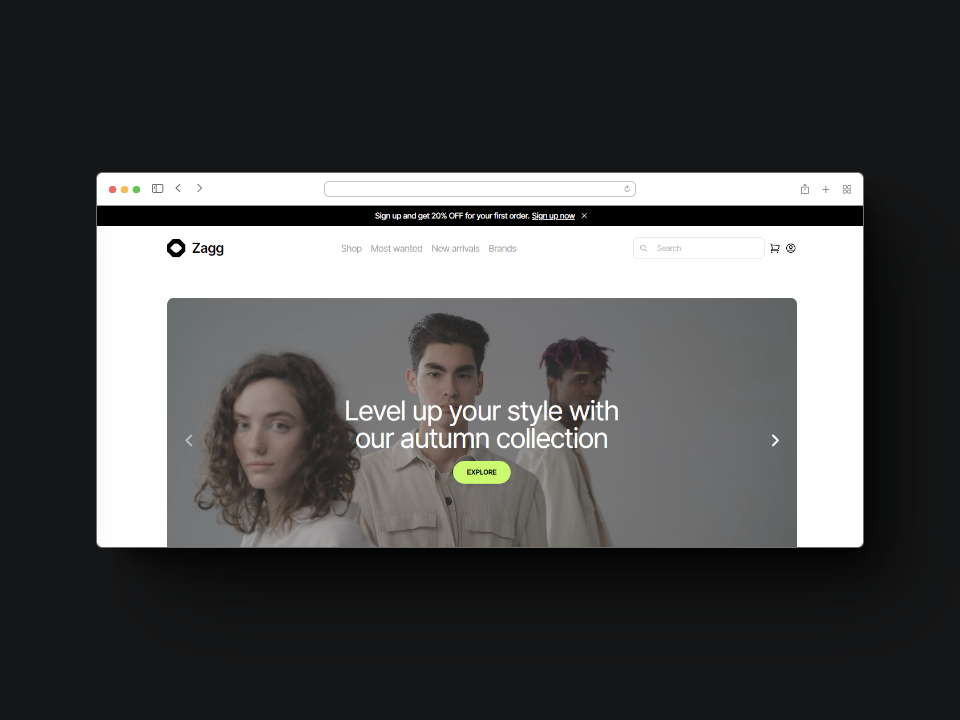 Sign up and get 20% OFF for your first order. Sign up now
Zagg
Shop Most wanted New arrivals Brands
Search
Level up your style with
our autumn collection
EXPLORE